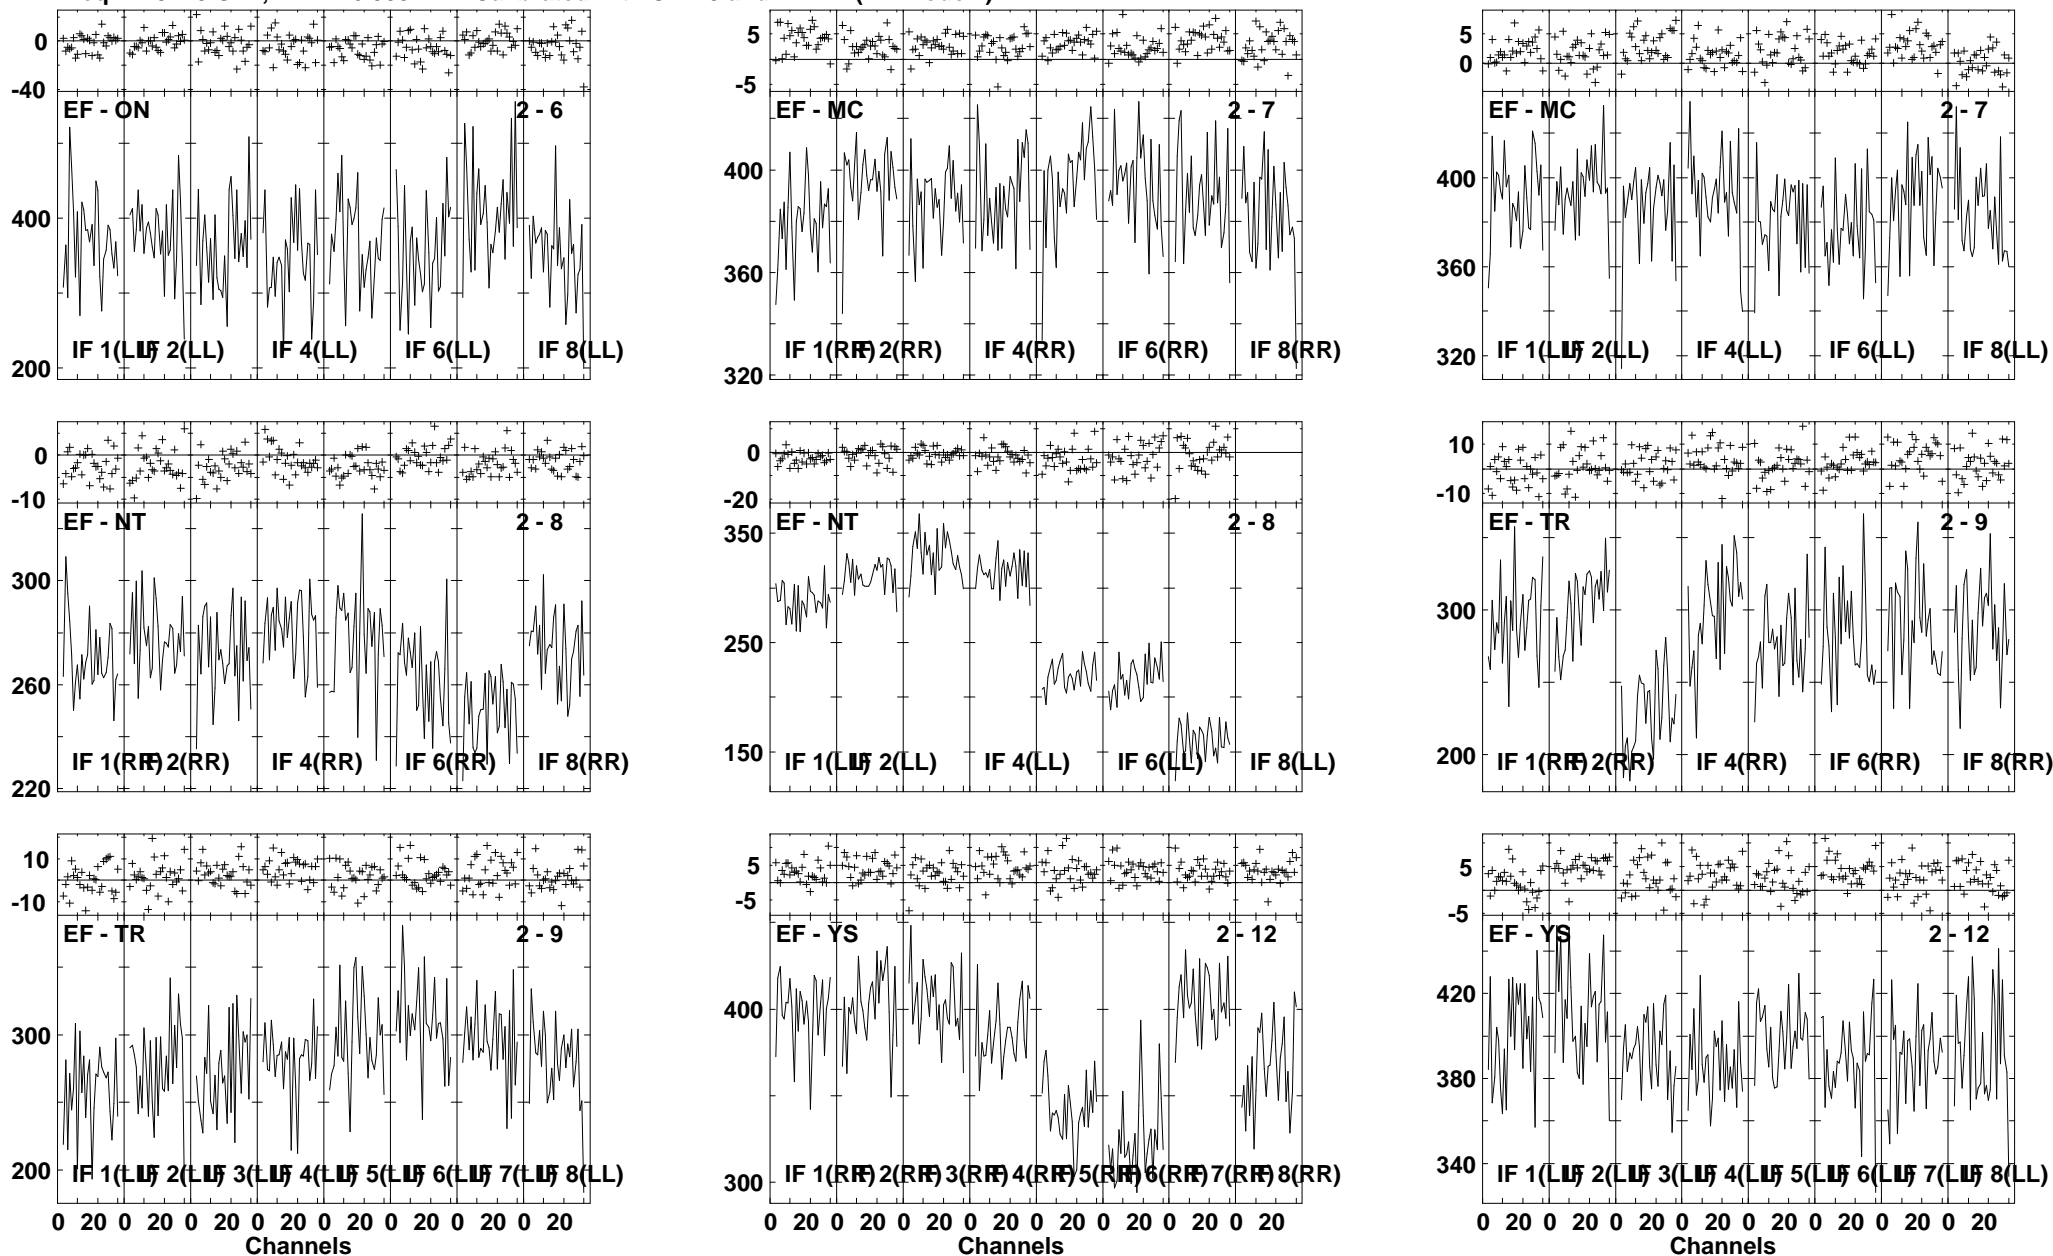 0
-40
EF - ON 2 - 6
400
200
IF 1(LL) IF 2(LL) IF 4(LL) IF 6(LL) IF 8(LL)
5
-5
EF - MC 2 - 7
400
360
320
IF 1(RR) IF 2(RR) IF 4(RR) IF 6(RR) IF 8(RR)
5
0
EF - MC 2 - 7
400
360
320
IF 1(LL) IF 2(LL) IF 4(LL) IF 6(LL) IF 8(LL)
0
-10
EF - NT 2 - 8
300
260
220
IF 1(RR) IF 2(RR) IF 4(RR) IF 6(RR) IF 8(RR)
0
-20
EF - NT 2 - 8
350
250
150
IF 1(LL) IF 2(LL) IF 4(LL) IF 6(LL) IF 8(LL)
10
-10
EF - TR 2 - 9
300
200
IF 1(RR) IF 2(RR) IF 4(RR) IF 6(RR) IF 8(RR)
10
-10
EF - TR 2 - 9
300
200
IF 1(LL) IF 2(LL) IF 3(LL) IF 4(LL) IF 5(LL) IF 6(LL) IF 7(LL) IF 8(LL)
0 20 0 20 0 20 0 20 0 20 0 20 0 20 0 20
Channels
5
-5
EF - YS 2 - 12
400
300
IF 1(RR) IF 2(RR) IF 3(RR) IF 4(RR) IF 5(RR) IF 6(RR) IF 7(RR) IF 8(RR)
0 20 0 20 0 20 0 20 0 20 0 20 0 20 0 20
Channels
5
-5
EF - YS 2 - 12
420
380
340
IF 1(LL) IF 2(LL) IF 3(LL) IF 4(LL) IF 5(LL) IF 6(LL) IF 7(LL) IF 8(LL)
0 20 0 20 0 20 0 20 0 20 0 20 0 20 0 20
Channels